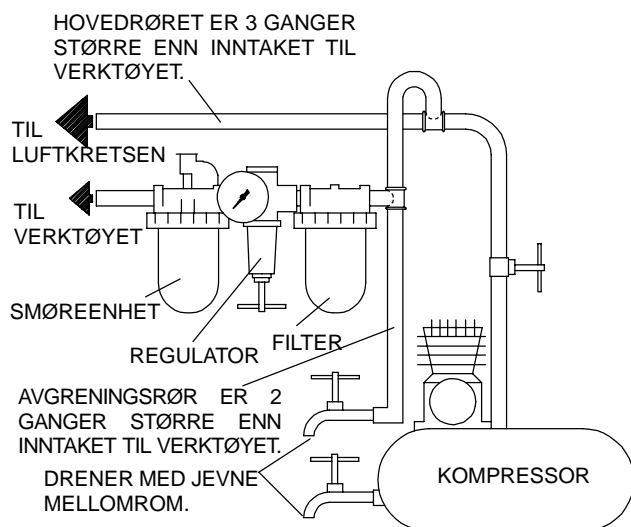 HOVEDRØRET ER 3 GANGER
STØRRE ENN INNTAKET TIL
VERKTØYET.
TIL
LUFTKRETSEN
TIL
VERKTØYET
SMØREENHET
REGULATOR
FILTER
AVGRENINGSRØR ER 2
GANGER STØRRE ENN
INNTAKET TIL VERKTØYET.
DRENER MED JEVNE
MELLOMROM.
KOMPRESSOR